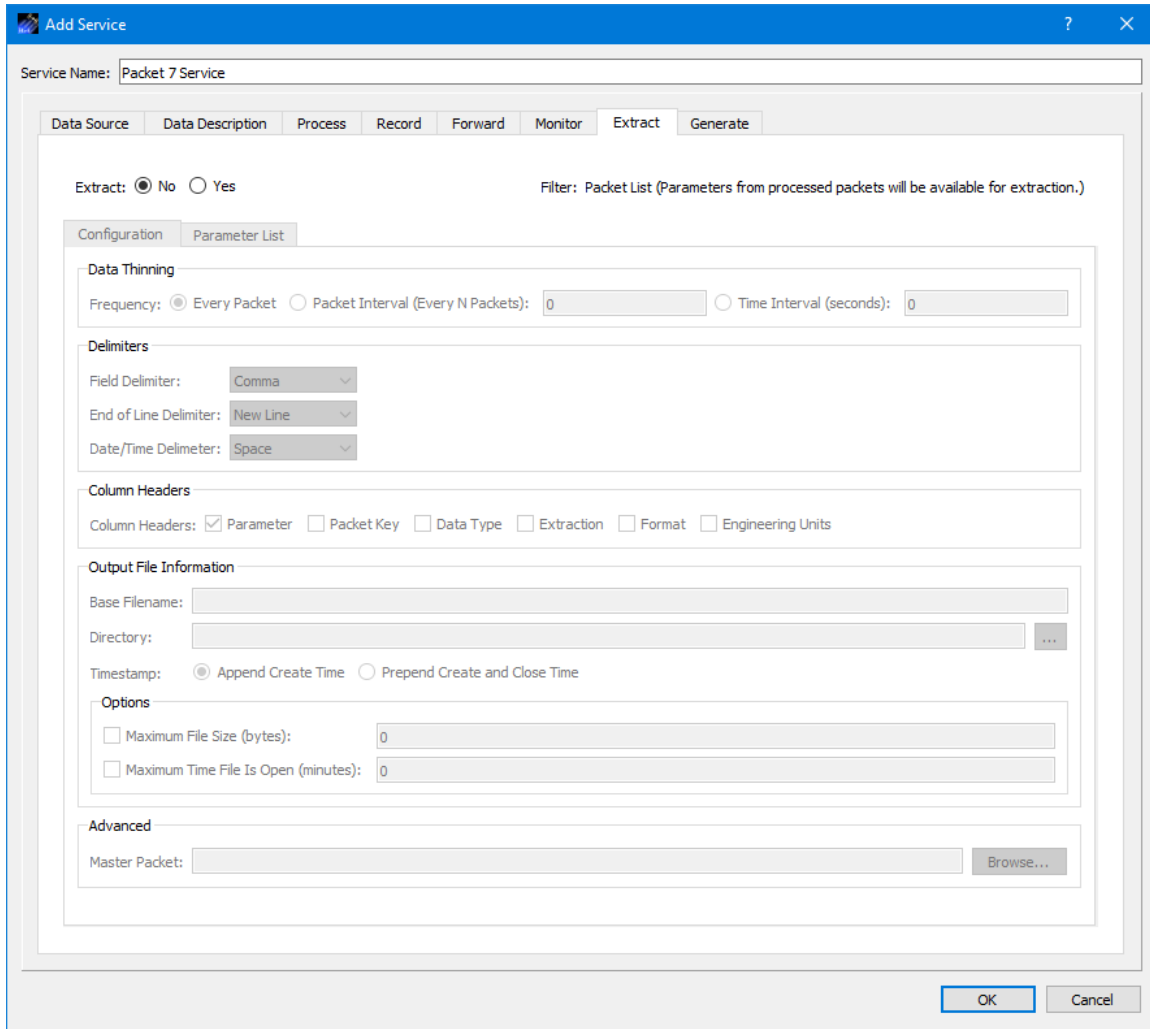 Add Service
Service Name: Packet 7 Service
Data Source Data Description Process Record Forward Monitor Extract Generate
Extract: No Yes Filter: Packet List (Parameters from processed packets will be available for extraction.)
Configuration Parameter List
Data Thinning
Frequency: Every Packet Packet Interval (Every N Packets): 0 Time Interval (seconds): 0
Delimiters
Field Delimiter: Comma
End of Line Delimiter: New Line
Date/Time Delimeter: Space
Column Headers
Column Headers: Parameter Packet Key Data Type Extraction Format Engineering Units
Output File Information
Base Filename:
Directory: ...
Timestamp: Append Create Time Prepend Create and Close Time
Options
Maximum File Size (bytes): 0
Maximum Time File Is Open (minutes): 0
Advanced
Master Packet: Browse...
OK Cancel